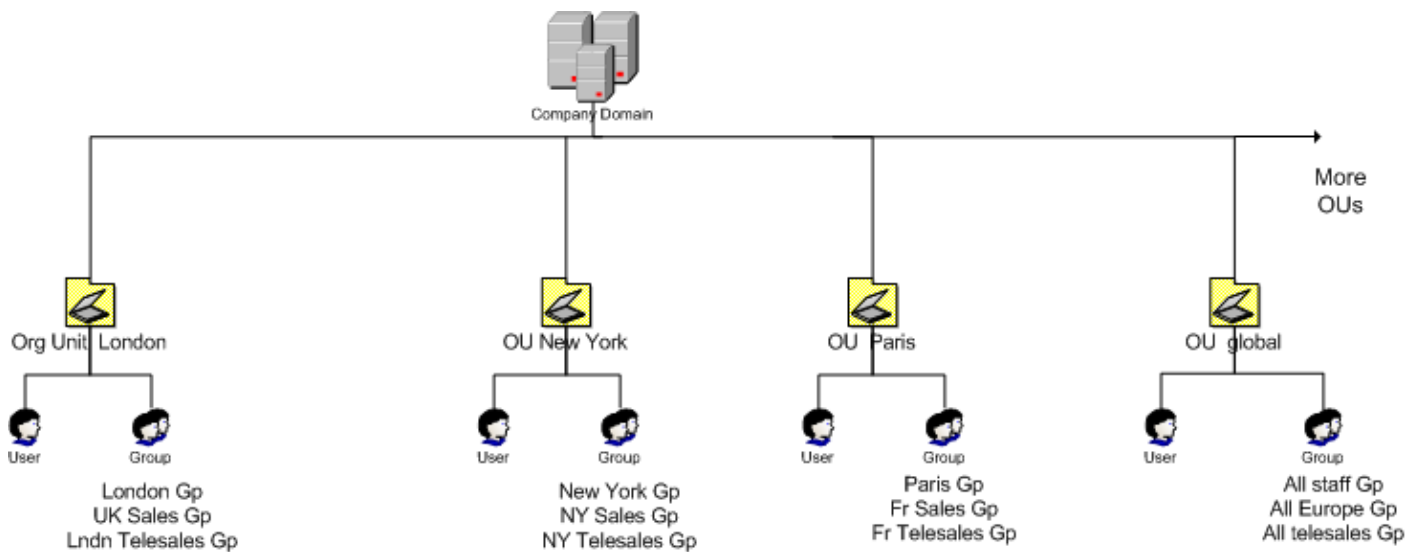 Company Domain
More
OUs
Org Unit London
OU New York
OU Paris
OU global
User
Group
User
Group
User
Group
User
Group
London Gp
UK Sales Gp
Lndn Telesales Gp
New York Gp
NY Sales Gp
NY Telesales Gp
Paris Gp
Fr Sales Gp
Fr Telesales Gp
All staff Gp
All Europe Gp
All telesales Gp